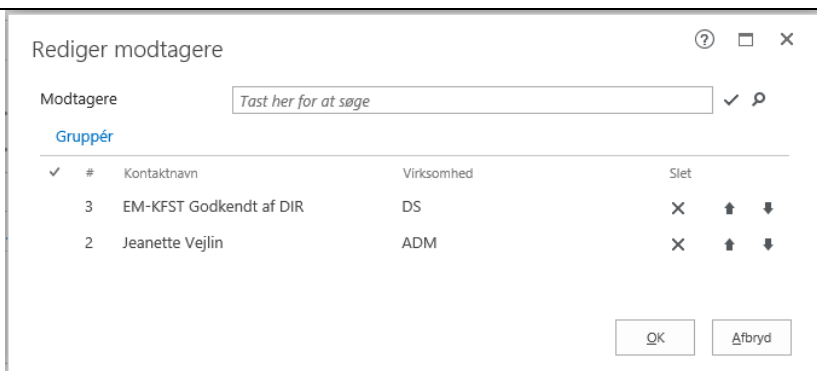 Rediger modtagere
Modtagere Tast her for at søge
Gruppér
# Kontaktnavn Virksomhed Slet
3 EM-KFST Godkendt af DIR DS
2 Jeanette Vejlin ADM
OK Afbryd